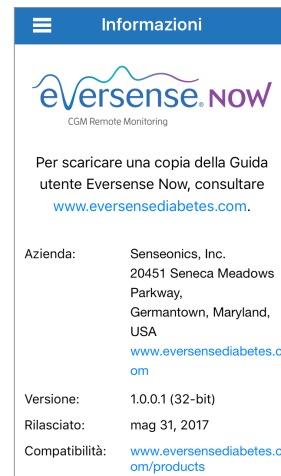 Informazioni
eversense. NOW
CGM Remote Monitoring
Per scaricare una copia della Guida
utente Eversense Now, consultare
www.eversensediabetes.com.
Azienda: Senseonics, Inc.
20451 Seneca Meadows
Parkway,
Germantown, Maryland,
USA
www.eversensediabetes.c
om
Versione: 1.0.0.1 (32-bit)
Rilasciato: mag 31, 2017
Compatibilità: www.eversensediabetes.c
om/products